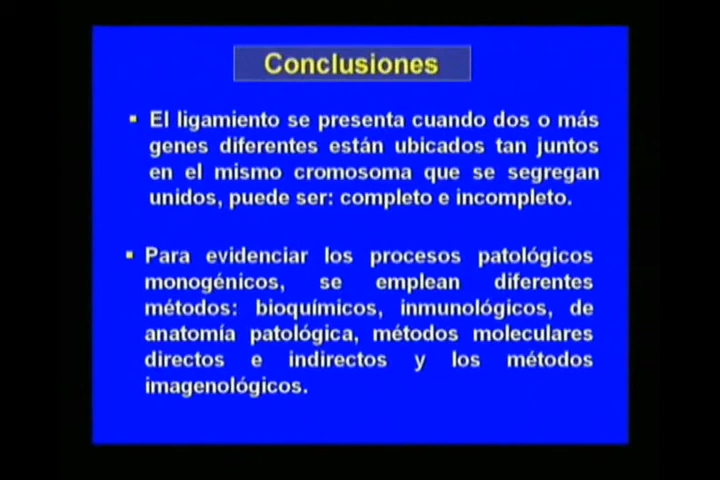 Conclusiones
▪ El ligamiento se presenta cuando dos o más
genes diferentes están ubicados tan juntos
en el mismo cromosoma que se segregan
unidos, puede ser: completo e incompleto.
▪ Para evidenciar los procesos patológicos
monogénicos, se emplean diferentes
métodos: bioquímicos, inmunológicos, de
anatomía patológica, métodos moleculares
directos e indirectos y los métodos
imagenológicos.